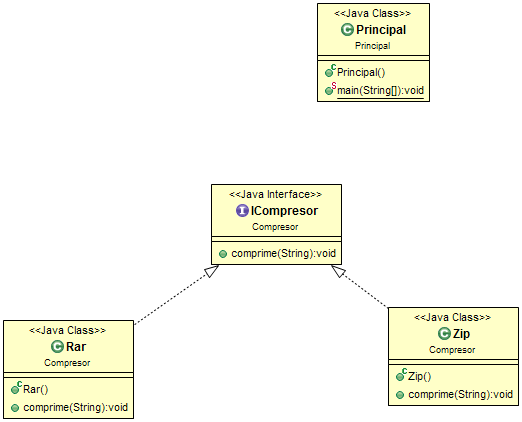 <<Java Class>>
Principal
Principal
Principal()
main(String[]):void
<<Java Interface>>
ICompresor
Compresor
comprime(String):void
<<Java Class>>
Rar
Compresor
Rar()
comprime(String):void
<<Java Class>>
Zip
Compresor
Zip()
comprime(String):void